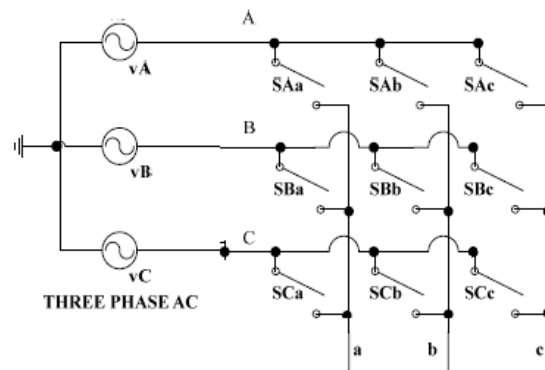 A
vA
SAa SAb SAc
B
vB
SBa SBb SBc
C
vC
SCa SCb SCc
THREE PHASE AC
a b c